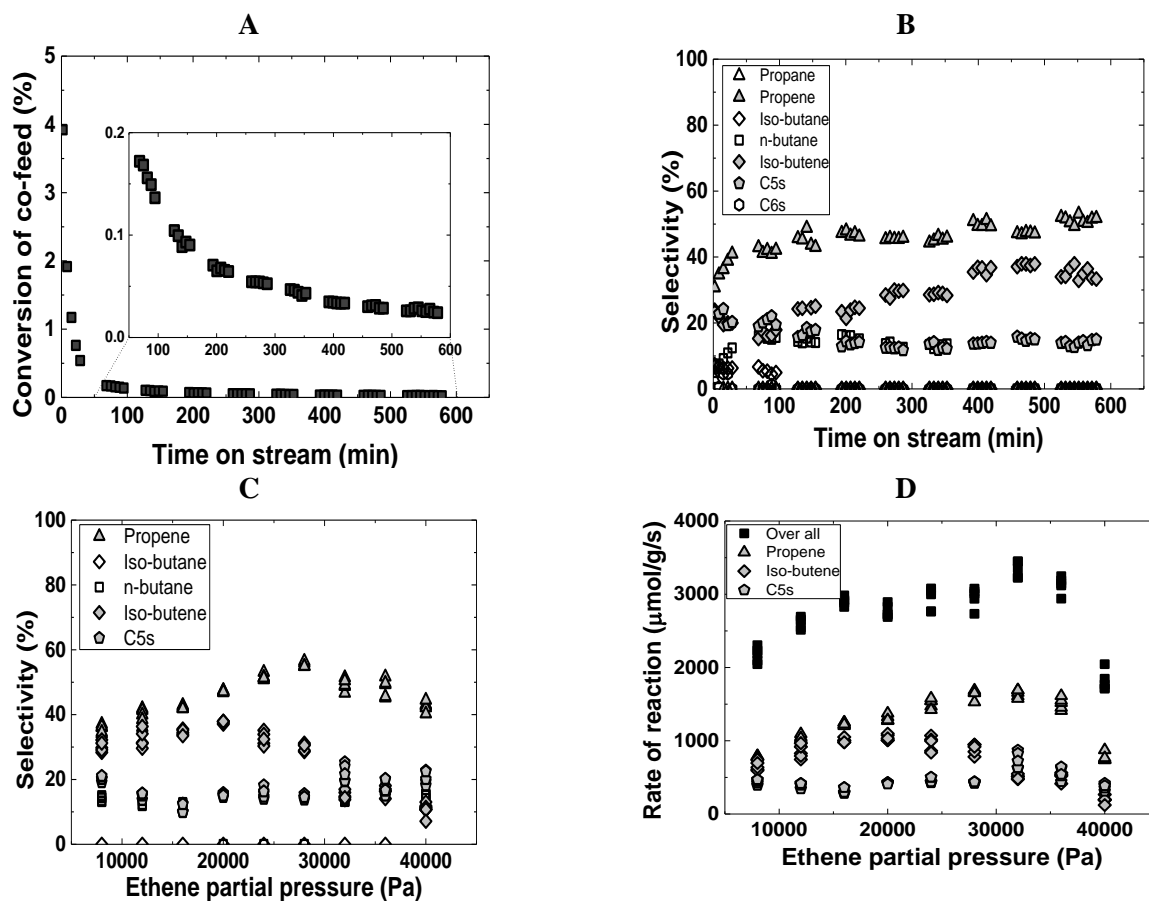 A
Conversion of co-feed (%)
5
4
3
2
1
0
0.2
0.1
0.0
100 200 300 400 500 600
0 100 200 300 400 500 600
Time on stream (min)
B
Selectivity (%)
100
80
60
40
20
0
Propane
Propene
Iso-butane
n-butane
Iso-butene
C5s
C6s
0 100 200 300 400 500 600
Time on stream (min)
C
Selectivity (%)
100
80
60
40
20
0
Propene
Iso-butane
n-butane
Iso-butene
C5s
10000 20000 30000 40000
Ethene partial pressure (Pa)
D
Rate of reaction (μmol/g/s)
4000
3000
2000
1000
0
Over all
Propene
Iso-butene
C5s
10000 20000 30000 40000
Ethene partial pressure (Pa)